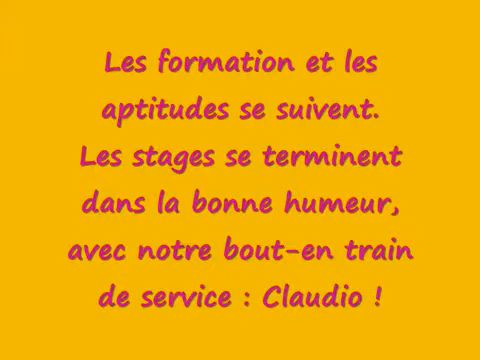 Les formation et les
aptitudes se suivent.
Les stages se terminent
dans la bonne humeur,
avec notre bout-en train
de service : Claudio !